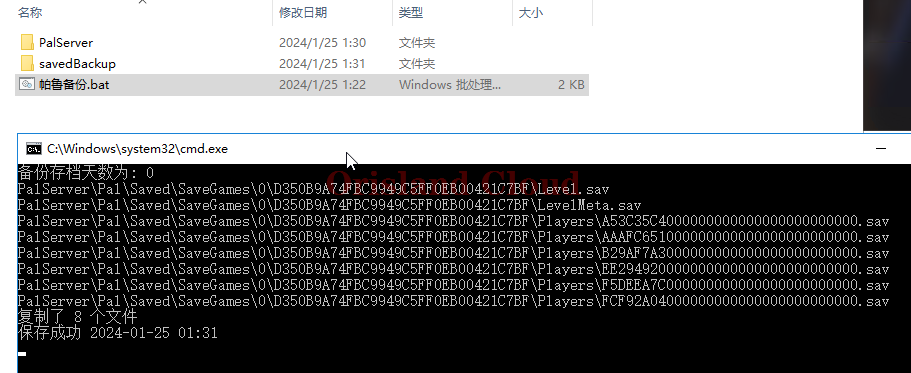 名称 修改日期 类型 大小
PalServer 2024/1/25 1:30 文件夹
savedBackup 2024/1/25 1:31 文件夹
帕鲁备份.bat 2024/1/25 1:22 Windows 批处理... 2 KB
C:\Windows\system32\cmd.exe
备份存档天数为: 0
Orisland Cloud
PalServer\Pal\Saved\SaveGames\0\D350B9A74FBC9949C5FF0EB00421C7BF\Level.sav
PalServer\Pal\Saved\SaveGames\0\D350B9A74FBC9949C5FF0EB00421C7BF\LevelMeta.sav
PalServer\Pal\Saved\SaveGames\0\D350B9A74FBC9949C5FF0EB00421C7BF\Players\A53C35C4000000000000000000000000.sav
PalServer\Pal\Saved\SaveGames\0\D350B9A74FBC9949C5FF0EB00421C7BF\Players\AAAFC651000000000000000000000000.sav
PalServer\Pal\Saved\SaveGames\0\D350B9A74FBC9949C5FF0EB00421C7BF\Players\B29AF7A3000000000000000000000000.sav
PalServer\Pal\Saved\SaveGames\0\D350B9A74FBC9949C5FF0EB00421C7BF\Players\EE294920000000000000000000000000.sav
PalServer\Pal\Saved\SaveGames\0\D350B9A74FBC9949C5FF0EB00421C7BF\Players\F5DEEA7C000000000000000000000000.sav
PalServer\Pal\Saved\SaveGames\0\D350B9A74FBC9949C5FF0EB00421C7BF\Players\FCF92A04000000000000000000000000.sav
复制了 8 个文件
保存成功 2024-01-25 01:31